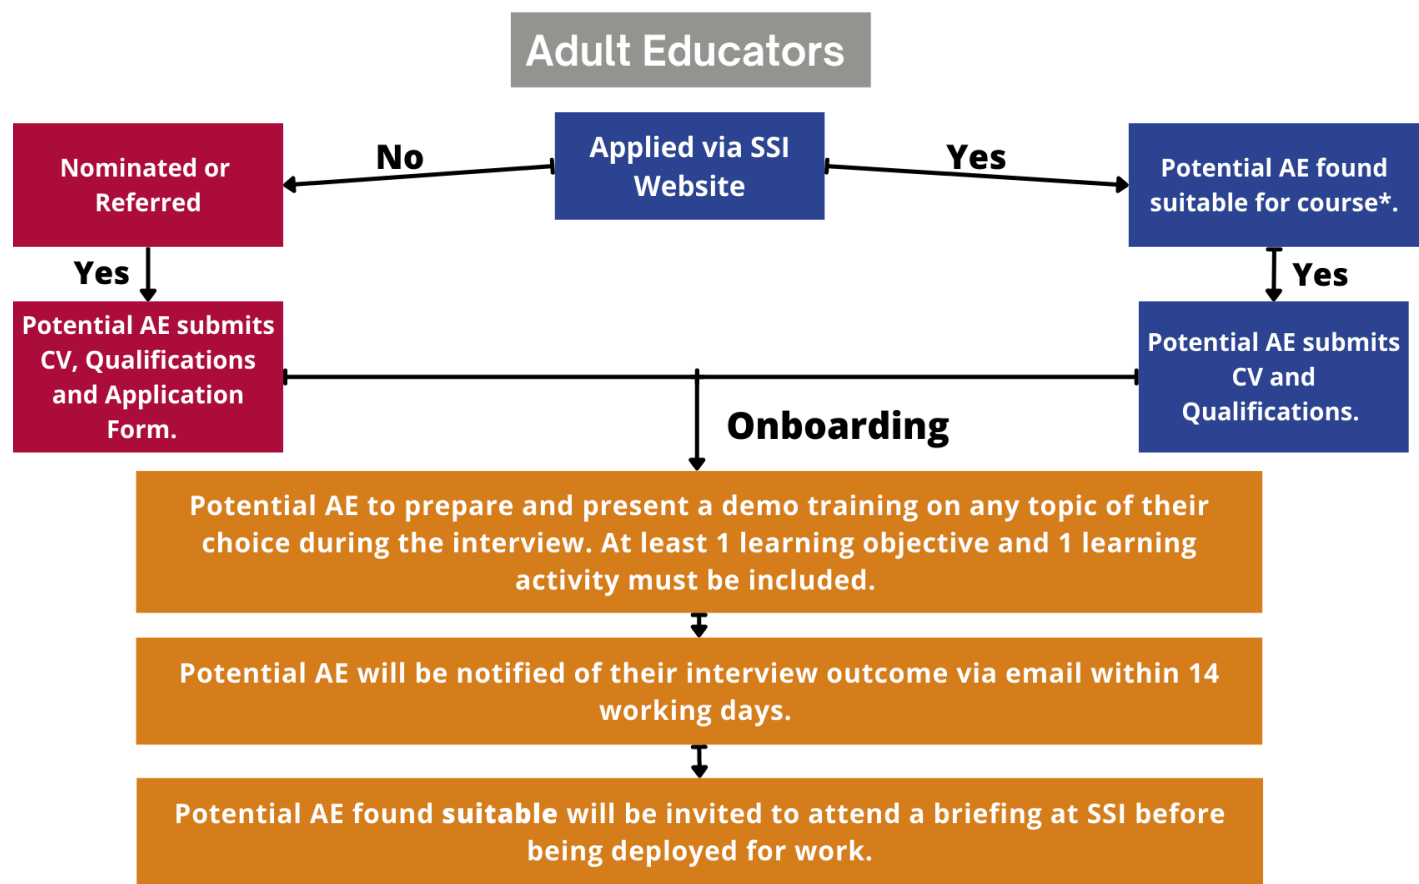 Adult Educators
Applied via SSI
Website
No
Yes
Nominated or
Referred
Potential AE found
suitable for course*.
Yes
Yes
Potential AE submits
CV, Qualifications
and Application
Form.
Potential AE submits
CV and
Qualifications.
Onboarding
Potential AE to prepare and present a demo training on any topic of their
choice during the interview. At least 1 learning objective and 1 learning
activity must be included.
Potential AE will be notified of their interview outcome via email within 14
working days.
Potential AE found suitable will be invited to attend a briefing at SSI before
being deployed for work.